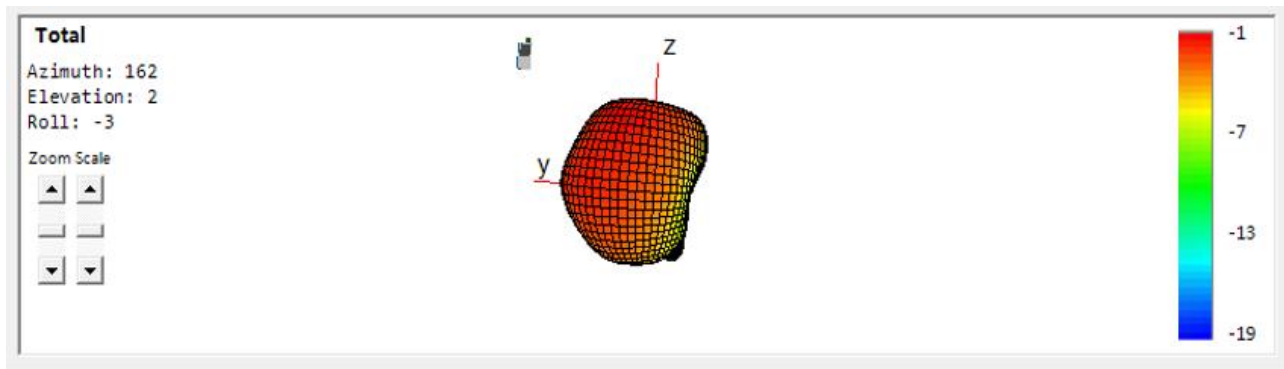 Total
Azimuth: 162
Elevation: 2
Roll: -3
Zoom Scale
z
y
-1
-7
-13
-19